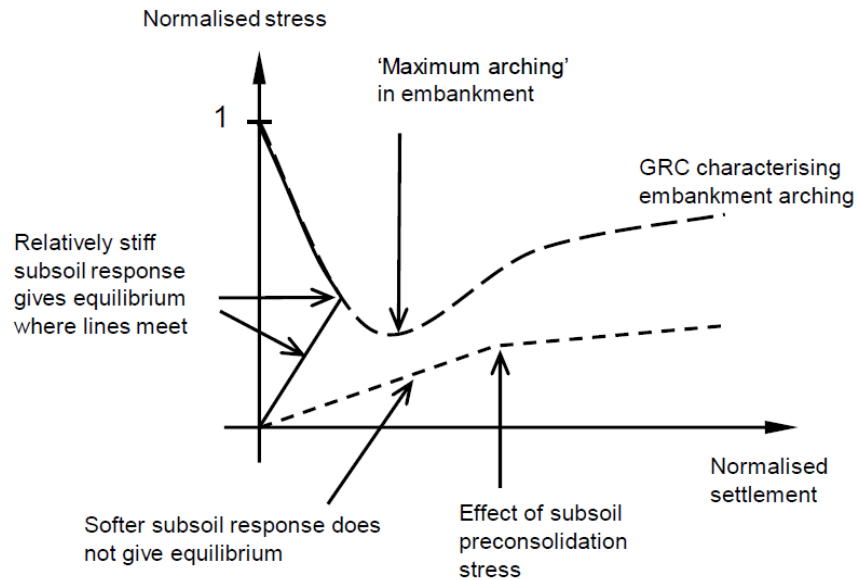 Normalised stress
1
‘Maximum arching’
in embankment
GRC characterising
embankment arching
Relatively stiff
subsoil response
gives equilibrium
where lines meet
Normalised
settlement
Softer subsoil response does
not give equilibrium
Effect of subsoil
preconsolidation
stress